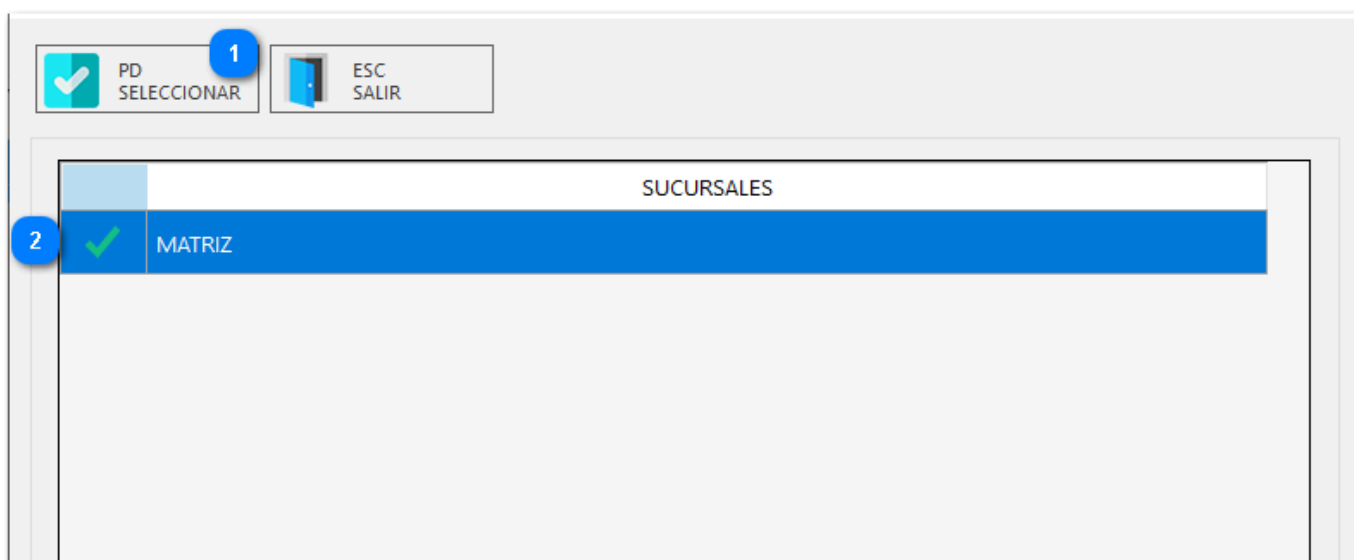 1
PD
SELECCIONAR
ESC
SALIR
SUCURSALES
2
MATRIZ